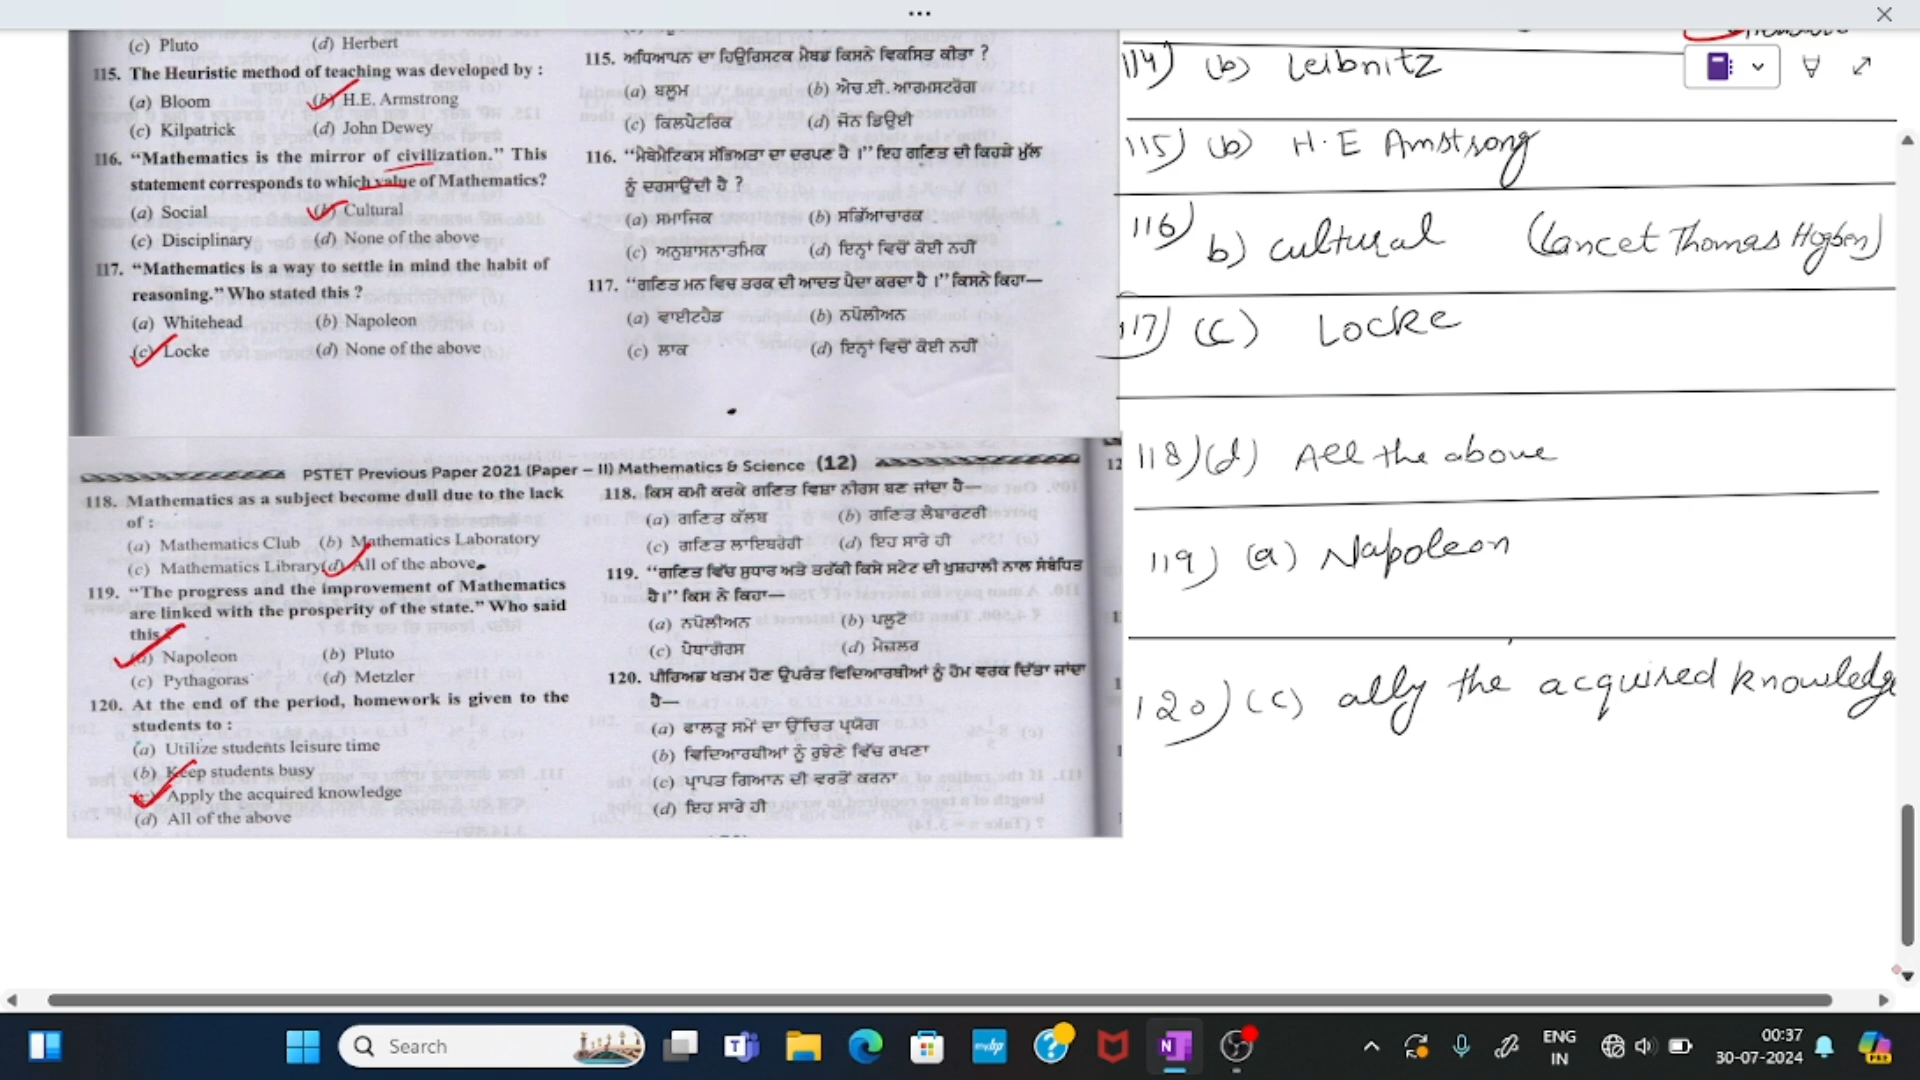 (c) Pluto (d) Herbert
115. The Heuristic method of teaching was developed by :
(a) Bloom (b) H.E. Armstrong
(c) Kilpatrick (d) John Dewey
116. “Mathematics is the mirror of civilization.” This
statement corresponds to which value of Mathematics?
(a) Social (b) Cultural
(c) Disciplinary (d) None of the above
117. “Mathematics is a way to settle in mind the habit of
reasoning.” Who stated this ?
(a) Whitehead (b) Napoleon
(c) Locke (d) None of the above
115. ਅਧਿਆਪਨ ਦਾ ਹਿਊਰਿਸਟਕ ਮੈਥਡ ਕਿਸਨੇ ਵਿਕਸਿਤ ਕੀਤਾ ?
(a) ਬਲੂਮ (b) ਐਚ.ਈ. ਆਰਮਸਟਰੋਂਗ
(c) ਕਿਲਪੈਟਰਿਕ (d) ਜੋਨ ਡਿਊਈ
116. “ਮੈਥੇਮੈਟਿਕਸ ਸੱਭਿਅਤਾ ਦਾ ਦਰਪਣ ਹੈ ।” ਇਹ ਗਣਿਤ ਦੀ ਕਿਹੜੇ ਮੁੱਲ
ਨੂੰ ਦਰਸਾਉਂਦੀ ਹੈ ?
(a) ਸਮਾਜਿਕ (b) ਸਭਿੱਆਚਾਰਕ
(c) ਅਨੁਸ਼ਾਸਨਾਤਮਿਕ (d) ਇਨ੍ਹਾਂ ਵਿਚੋਂ ਕੋਈ ਨਹੀਂ
117. “ਗਣਿਤ ਮਨ ਵਿਚ ਤਰਕ ਦੀ ਆਦਤ ਪੈਦਾ ਕਰਦਾ ਹੈ ।” ਕਿਸਨੇ ਕਿਹਾ—
(a) ਵਾਈਟਹੈਡ (b) ਨਪੋਲੀਅਨ
(c) ਲਾਕ (d) ਇਨ੍ਹਾਂ ਵਿਚੋਂ ਕੋਈ ਨਹੀਂ
PSTET Previous Paper 2021 (Paper – II) Mathematics & Science (12)
118. Mathematics as a subject become dull due to the lack
of :
(a) Mathematics Club (b) Mathematics Laboratory
(c) Mathematics Library (d) All of the above
119. “The progress and the improvement of Mathematics
are linked with the prosperity of the state.” Who said
this
(a) Napoleon (b) Pluto
(c) Pythagoras (d) Metzler
120. At the end of the period, homework is given to the
students to :
(a) Utilize students leisure time
(b) Keep students busy
(c) Apply the acquired knowledge
(d) All of the above
118. ਕਿਸ ਕਮੀ ਕਰਕੇ ਗਣਿਤ ਵਿਸ਼ਾ ਨੀਰਸ ਬਣ ਜਾਂਦਾ ਹੈ—
(a) ਗਣਿਤ ਕੱਲਬ (b) ਗਣਿਤ ਲੈਬਾਰਟਰੀ
(c) ਗਣਿਤ ਲਾਇਬਰੇਰੀ (d) ਇਹ ਸਾਰੇ ਹੀ
119. “ਗਣਿਤ ਵਿੱਚ ਸੁਧਾਰ ਅਤੇ ਤਰੱਕੀ ਕਿਸੇ ਸਟੇਟ ਦੀ ਖੁਸ਼ਹਾਲੀ ਨਾਲ ਸੰਬੰਧਿਤ
ਹੈ।” ਕਿਸ ਨੇ ਕਿਹਾ—
(a) ਨਪੋਲੀਅਨ (b) ਪਲੂਟੋ
(c) ਪੈਥਾਗੋਰਸ (d) ਮੇਜ਼ਲਰ
120. ਪੀਰਿਅਡ ਖਤਮ ਹੋਣ ਉਪਰੰਤ ਵਿਦਿਆਰਥੀਆਂ ਨੂੰ ਹੋਮ ਵਰਕ ਦਿੱਤਾ ਜਾਂਦਾ
ਹੈ—
(a) ਫਾਲਤੂ ਸਮੇਂ ਦਾ ਉੱਚਿਤ ਪ੍ਰਯੋਗ
(b) ਵਿਦਿਆਰਥੀਆਂ ਨੂੰ ਰੁਝੇਣੇ ਵਿੱਚ ਰਖਣਾ
(c) ਪ੍ਰਾਪਤ ਗਿਆਨ ਦੀ ਵਰਤੋਂ ਕਰਨਾ
(d) ਇਹ ਸਾਰੇ ਹੀ
114) (b) Leibnitz
115) (b) H.E Amstrong
116) b) cultural (Lancet Thomas Hogben)
117) (c) Locke
118) (d) All the above
119) (a) Napoleon
120) (c) ally the acquired knowledge
Search
ENG
IN
00:37
30-07-2024